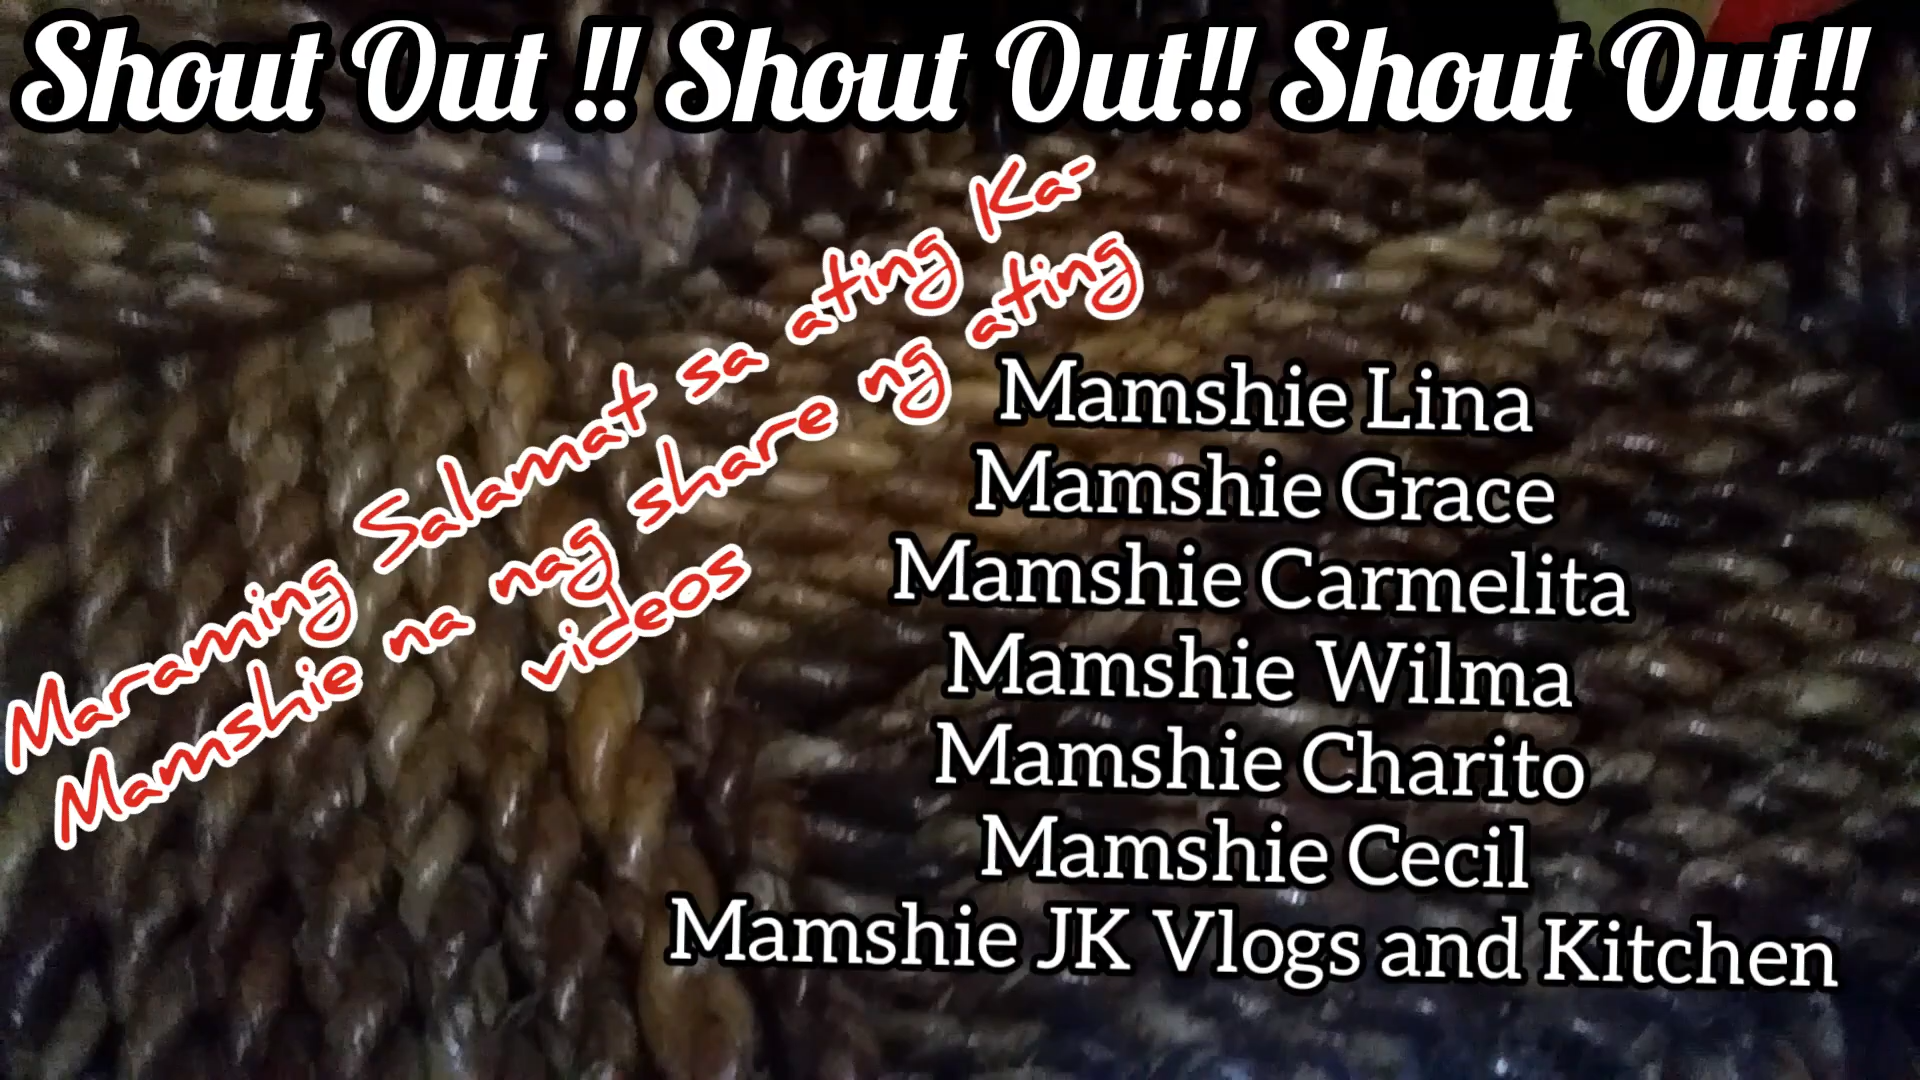 Shout Out !! Shout Out!! Shout Out!!
Maraming Salamat sa ating Ka-
Mamshie na nag share ng ating
videos
Mamshie Lina
Mamshie Grace
Mamshie Carmelita
Mamshie Wilma
Mamshie Charito
Mamshie Cecil
Mamshie JK Vlogs and Kitchen